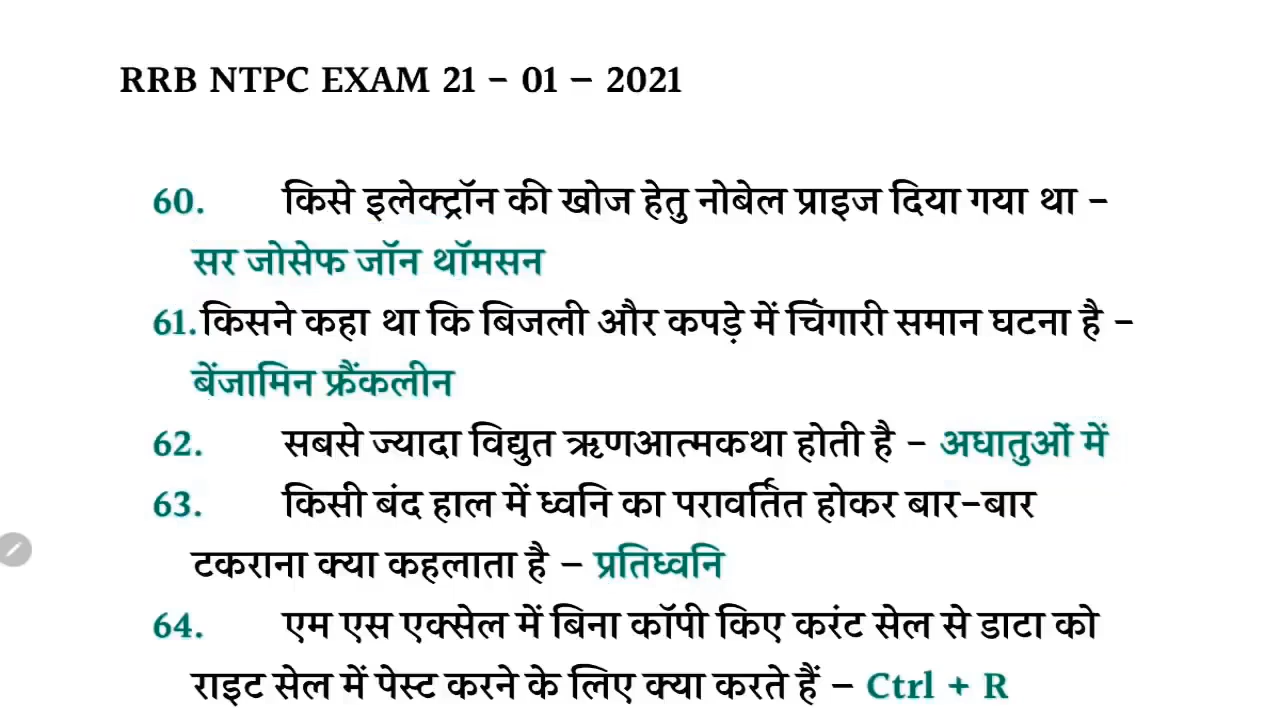 RRB NTPC EXAM 21 – 01 – 2021
60. किसे इलेक्ट्रॉन की खोज हेतु नोबेल प्राइज दिया गया था –
सर जोसेफ जॉन थॉमसन
61. किसने कहा था कि बिजली और कपड़े में चिंगारी समान घटना है –
बेंजामिन फ्रैंकलीन
62. सबसे ज्यादा विद्युत ऋणआत्मकथा होती है – अधातुओं में
63. किसी बंद हाल में ध्वनि का परावर्तित होकर बार-बार
टकराना क्या कहलाता है – प्रतिध्वनि
64. एम एस एक्सेल में बिना कॉपी किए करंट सेल से डाटा को
राइट सेल में पेस्ट करने के लिए क्या करते हैं – Ctrl + R